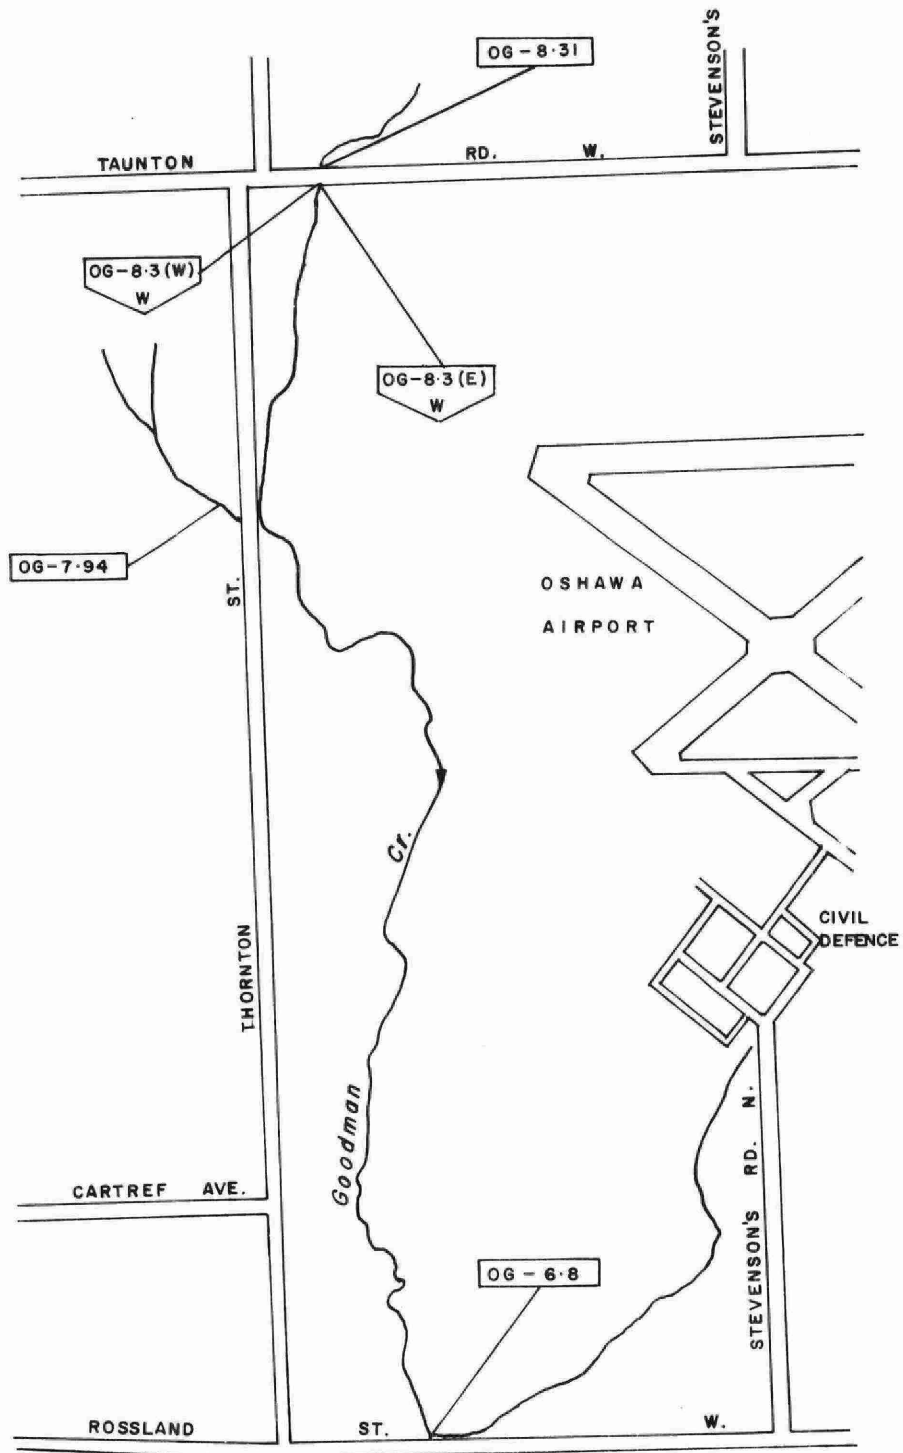 OG-8.31
STEVENSON'S
TAUNTON RD. W.
OG-8.3(W)
W
OG-8.3(E)
W
OG-7.94
ST.
OSHAWA
AIRPORT
Cr.
CIVIL
DEFENCE
THORNTON
Goodman
STEVENSON'S RD. N.
CARTREF AVE.
OG-6.8
ROSSLAND ST. W.